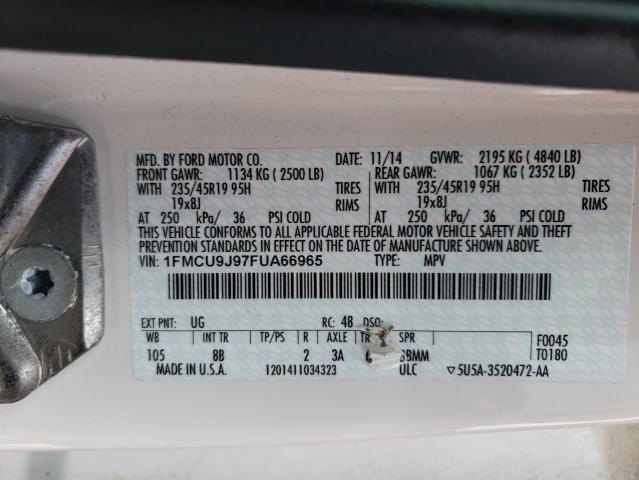 MFD. BY FORD MOTOR CO. DATE: 11/14 GVWR: 2195 KG ( 4840 LB)
FRONT GAWR: 1134 KG ( 2500 LB) REAR GAWR: 1067 KG ( 2352 LB)
WITH 235/45R19 95H TIRES WITH 235/45R19 95H TIRES
19x8J RIMS 19x8J RIMS
AT 250 kPa/ 36 PSI COLD AT 250 kPa/ 36 PSI COLD
THIS VEHICLE CONFORMS TO ALL APPLICABLE FEDERAL MOTOR VEHICLE SAFETY AND THEFT
PREVENTION STANDARDS IN EFFECT ON THE DATE OF MANUFACTURE SHOWN ABOVE.
VIN: 1FMCU9J97FUA66965 TYPE: MPV
EXT PNT: UG RC: 48 DSO:
WB INT TR TP/PS R AXLE TR SPR F0045
105 8B 2 3A 6 BMM T0180
MADE IN U.S.A. 1201411034323 ULC ▽5U5A-3520472-AA